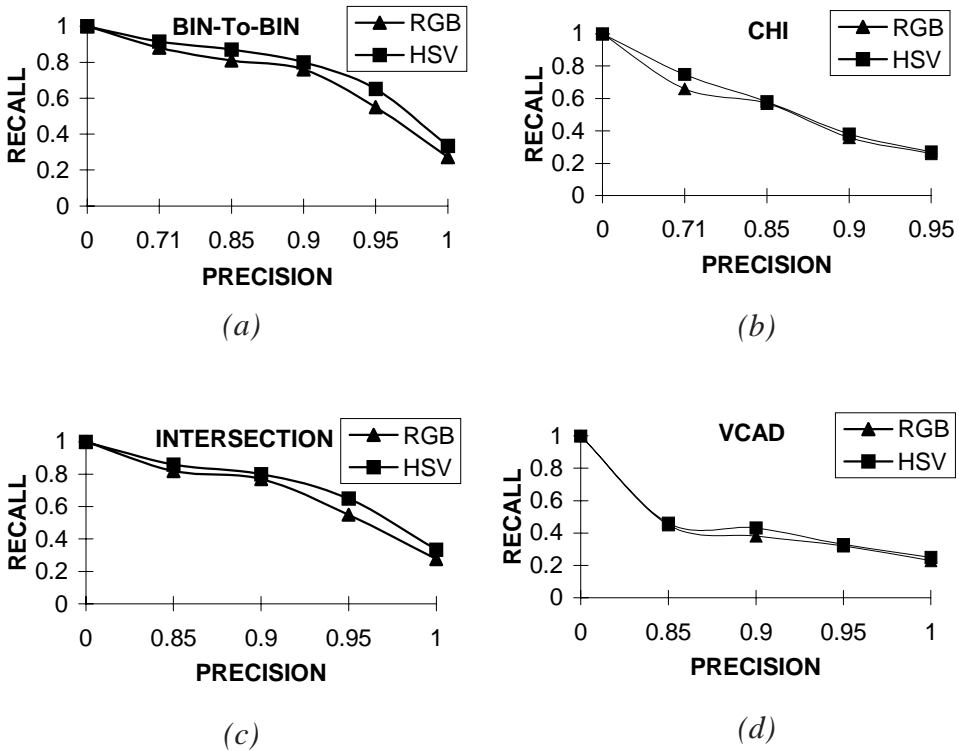 BIN-To-BIN
RGB
HSV
RECALL
1
0.8
0.6
0.4
0.2
0
0 0.71 0.85 0.9 0.95 1
PRECISION
(a)
CHI
RGB
HSV
RECALL
1
0.8
0.6
0.4
0.2
0
0 0.71 0.85 0.9 0.95
PRECISION
(b)
INTERSECTION
RGB
HSV
RECALL
1
0.8
0.6
0.4
0.2
0
0 0.85 0.9 0.95 1
PRECISION
(c)
VCAD
RGB
HSV
RECALL
1
0.8
0.6
0.4
0.2
0
0 0.85 0.9 0.95 1
PRECISION
(d)